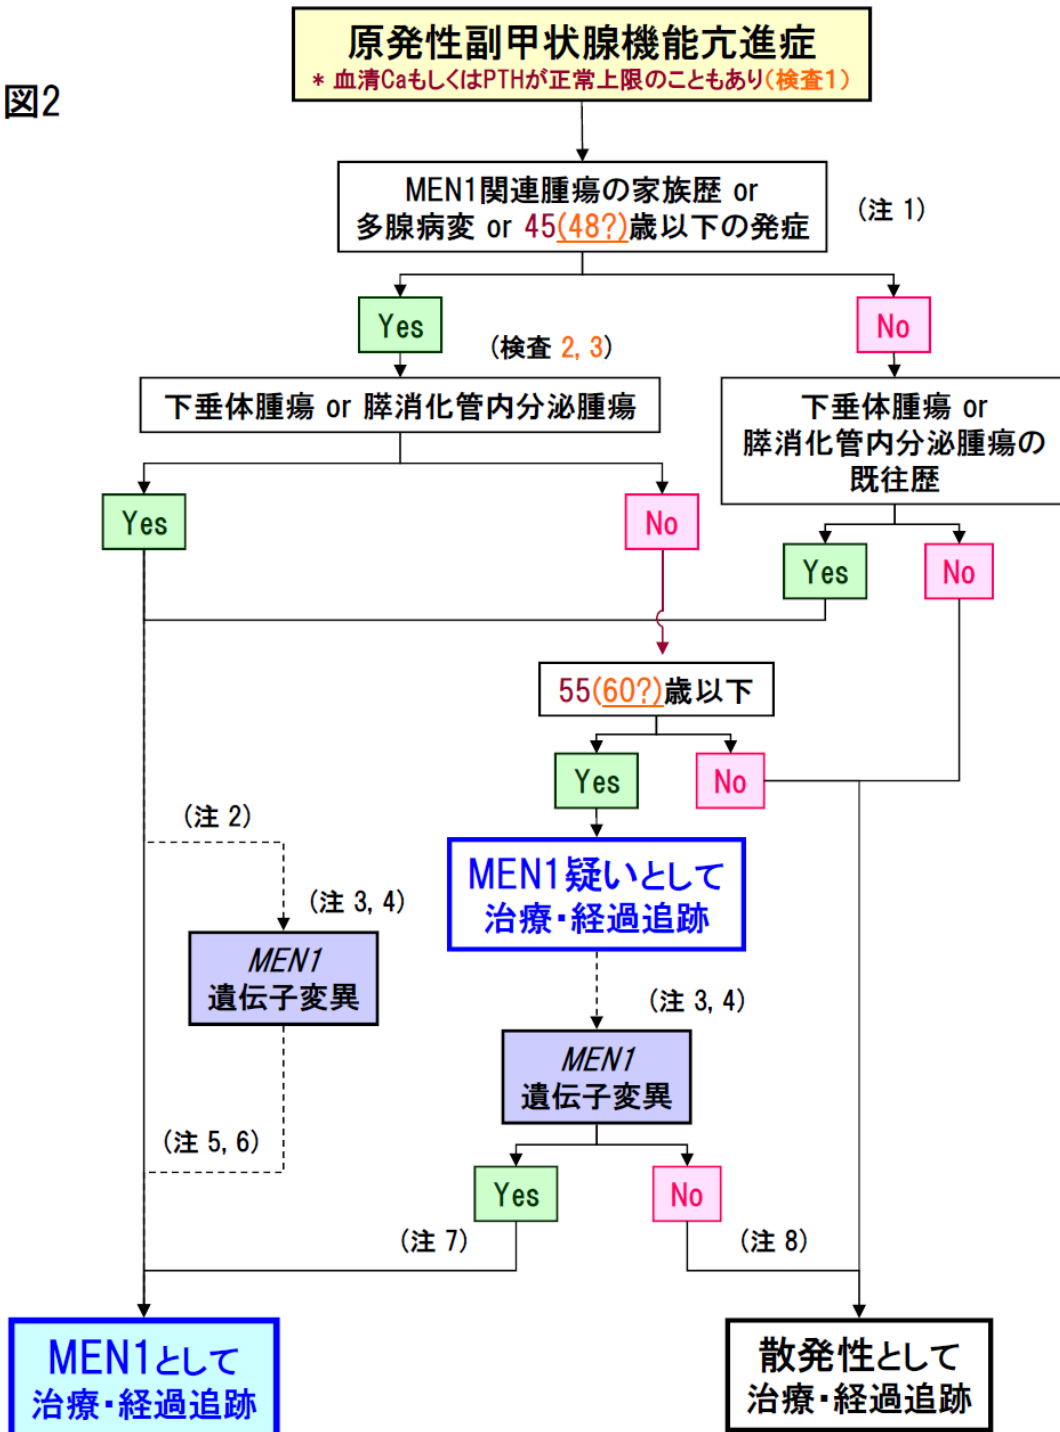 原発性副甲状腺機能亢進症
* 血清CaもしくはPTHが正常上限のこともあり(検査1)
図2
MEN1関連腫瘍の家族歴 or
多腺病変 or 45(48?)歳以下の発症
(注 1)
Yes
No
(検査 2, 3)
下垂体腫瘍 or 膵消化管内分泌腫瘍
下垂体腫瘍 or
膵消化管内分泌腫瘍の
既往歴
Yes
No
Yes
No
55(60?)歳以下
Yes
No
(注 2)
MEN1疑いとして
治療・経過追跡
(注 3, 4)
MEN1
遺伝子変異
(注 3, 4)
MEN1
遺伝子変異
(注 5, 6)
Yes
No
(注 7)
(注 8)
MEN1として
治療・経過追跡
散発性として
治療・経過追跡